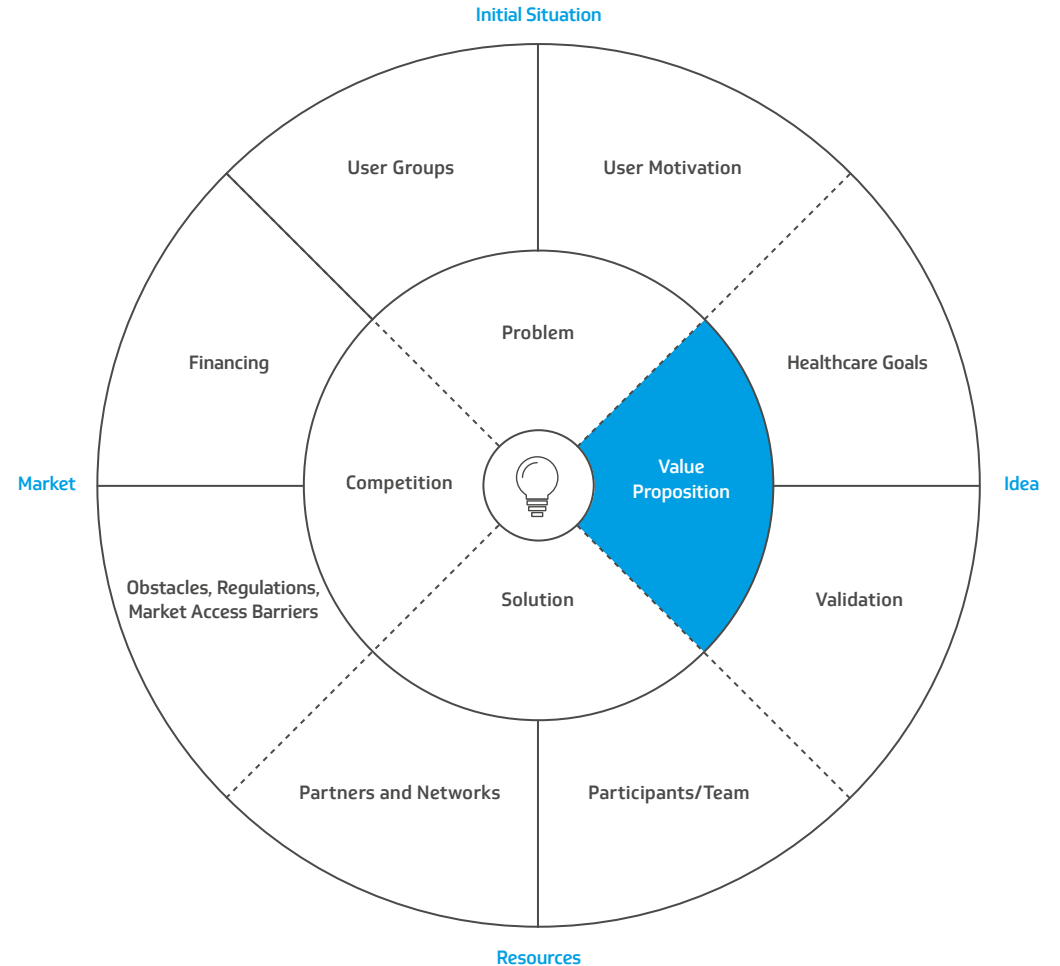 Initial Situation
User Groups
User Motivation
Problem
Financing
Healthcare Goals
Value
Proposition
Competition
Market
Idea
Obstacles, Regulations,
Market Access Barriers
Solution
Validation
Partners and Networks
Participants/Team
Resources